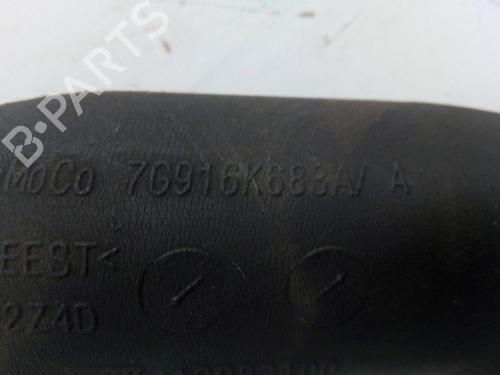 B-PARTS
MoCo 7G916K683A/ A
EEST<
2Z4D